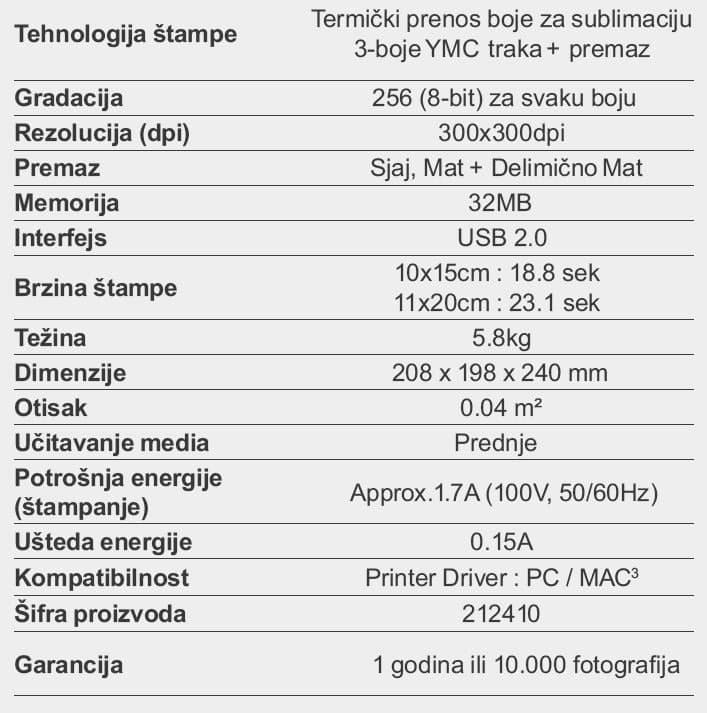 Tehnologija štampe
Termički prenos boje za sublimaciju
3-boje YMC traka + premaz
Gradacija 256 (8-bit) za svaku boju
Rezolucija (dpi) 300x300dpi
Premaz Sjaj, Mat + Delimično Mat
Memorija 32MB
Interfejs USB 2.0
Brzina štampe
10x15cm : 18.8 sek
11x20cm : 23.1 sek
Težina 5.8kg
Dimenzije 208 x 198 x 240 mm
Otisak 0.04 m²
Učitavanje media Prednje
Potrošnja energije
(štampanje)
Approx.1.7A (100V, 50/60Hz)
Ušteda energije 0.15A
Kompatibilnost Printer Driver : PC / MAC³
Šifra proizvoda 212410
Garancija 1 godina ili 10.000 fotografija